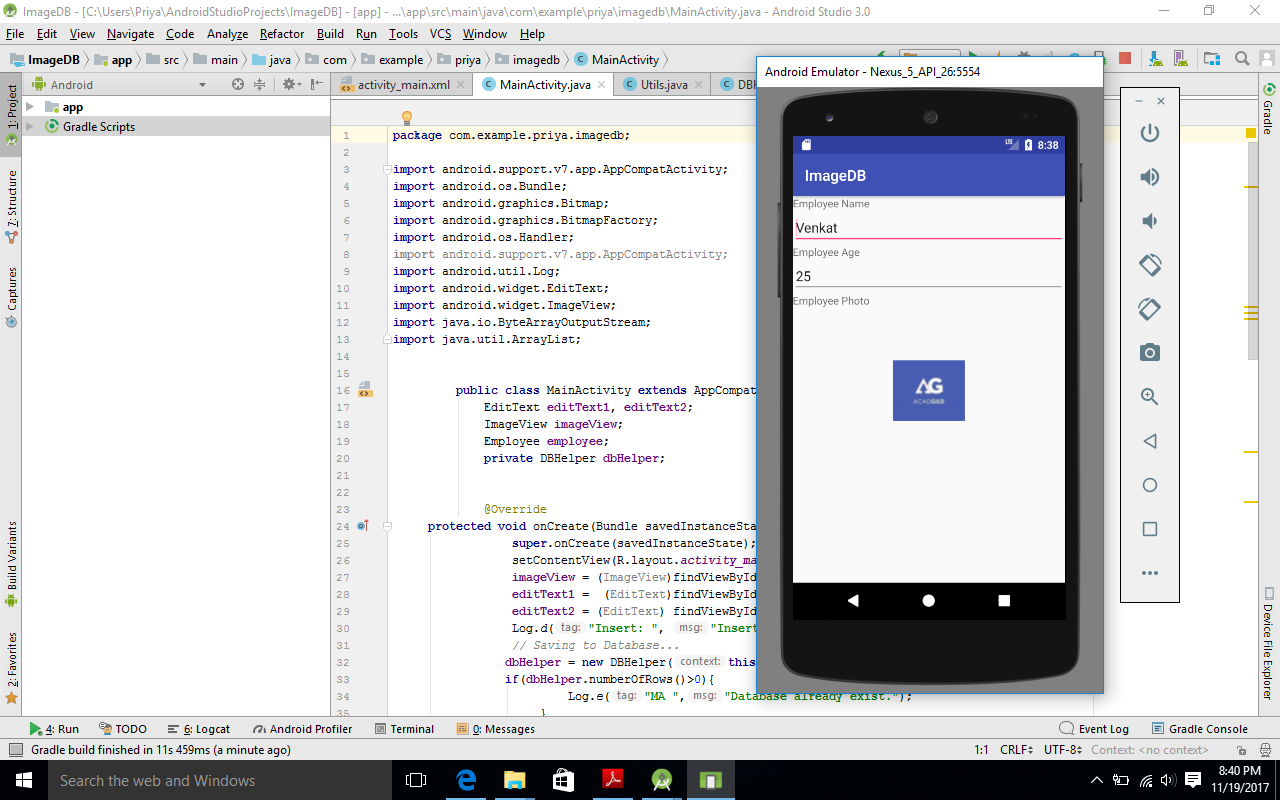 ImageDB - [C:\Users\Priya\AndroidStudioProjects\ImageDB] - [app] - ...\app\src\main\java\com\example\priya\imagedb\MainActivity.java - Android Studio 3.0
File Edit View Navigate Code Analyze Refactor Build Run Tools VCS Window Help
ImageDB app src main java com example priya imagedb MainActivity
Android
activity_main.xml MainActivity.java Utils.java
app
Gradle Scripts
1: Project
7: Structure
Captures
Build Variants
2: Favorites
1 package com.example.priya.imagedb;
2
3 import android.support.v7.app.AppCompatActivity;
4 import android.os.Bundle;
5 import android.graphics.Bitmap;
6 import android.graphics.BitmapFactory;
7 import android.os.Handler;
8 import android.support.v7.app.AppCompatActivity;
9 import android.util.Log;
10 import android.widget.EditText;
11 import android.widget.ImageView;
12 import java.io.ByteArrayOutputStream;
13 import java.util.ArrayList;
14
15
16 public class MainActivity extends AppCompat
17 EditText editText1, editText2;
18 ImageView imageView;
19 Employee employee;
20 private DBHelper dbHelper;
21
22
23 @Override
24 protected void onCreate(Bundle savedInstanceSta
25 super.onCreate(savedInstanceState);
26 setContentView(R.layout.activity_ma
27 imageView = (ImageView)findViewById
28 editText1 = (EditText)findViewById
29 editText2 = (EditText) findViewById
30 Log.d( tag: "Insert: ", msg: "Insert
31 // Saving to Database...
32 dbHelper = new DBHelper( context: this
33 if(dbHelper.numberOfRows()>0){
34 Log.e( tag: "MA ", msg: "Database already exist.");
35 }
Android Emulator - Nexus_5_API_26:5554
LTE 8:38
ImageDB
Employee Name
Venkat
Employee Age
25
Employee Photo
AG
ACADGILD
Gradle
Device File Explorer
4: Run TODO 6: Logcat Android Profiler Terminal 0: Messages Event Log Gradle Console
Gradle build finished in 11s 459ms (a minute ago) 1:1 CRLF UTF-8 Context: <no context>
Search the web and Windows
8:40 PM
11/19/2017